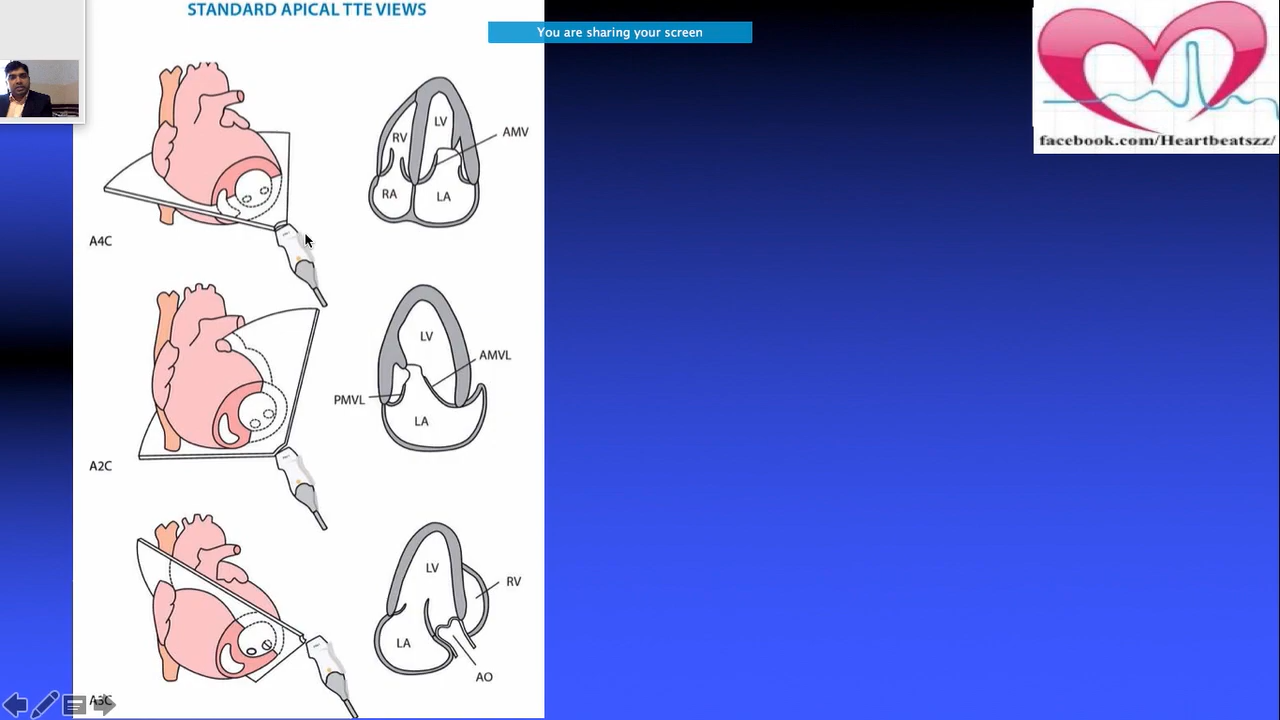 STANDARD APICAL TTE VIEWS
You are sharing your screen
facebook.com/Heartbeatszz/
LV
RV
AMV
RA
LA
A4C
LV
AMVL
PMVL
LA
A2C
LV
RV
LA
AO
A3C